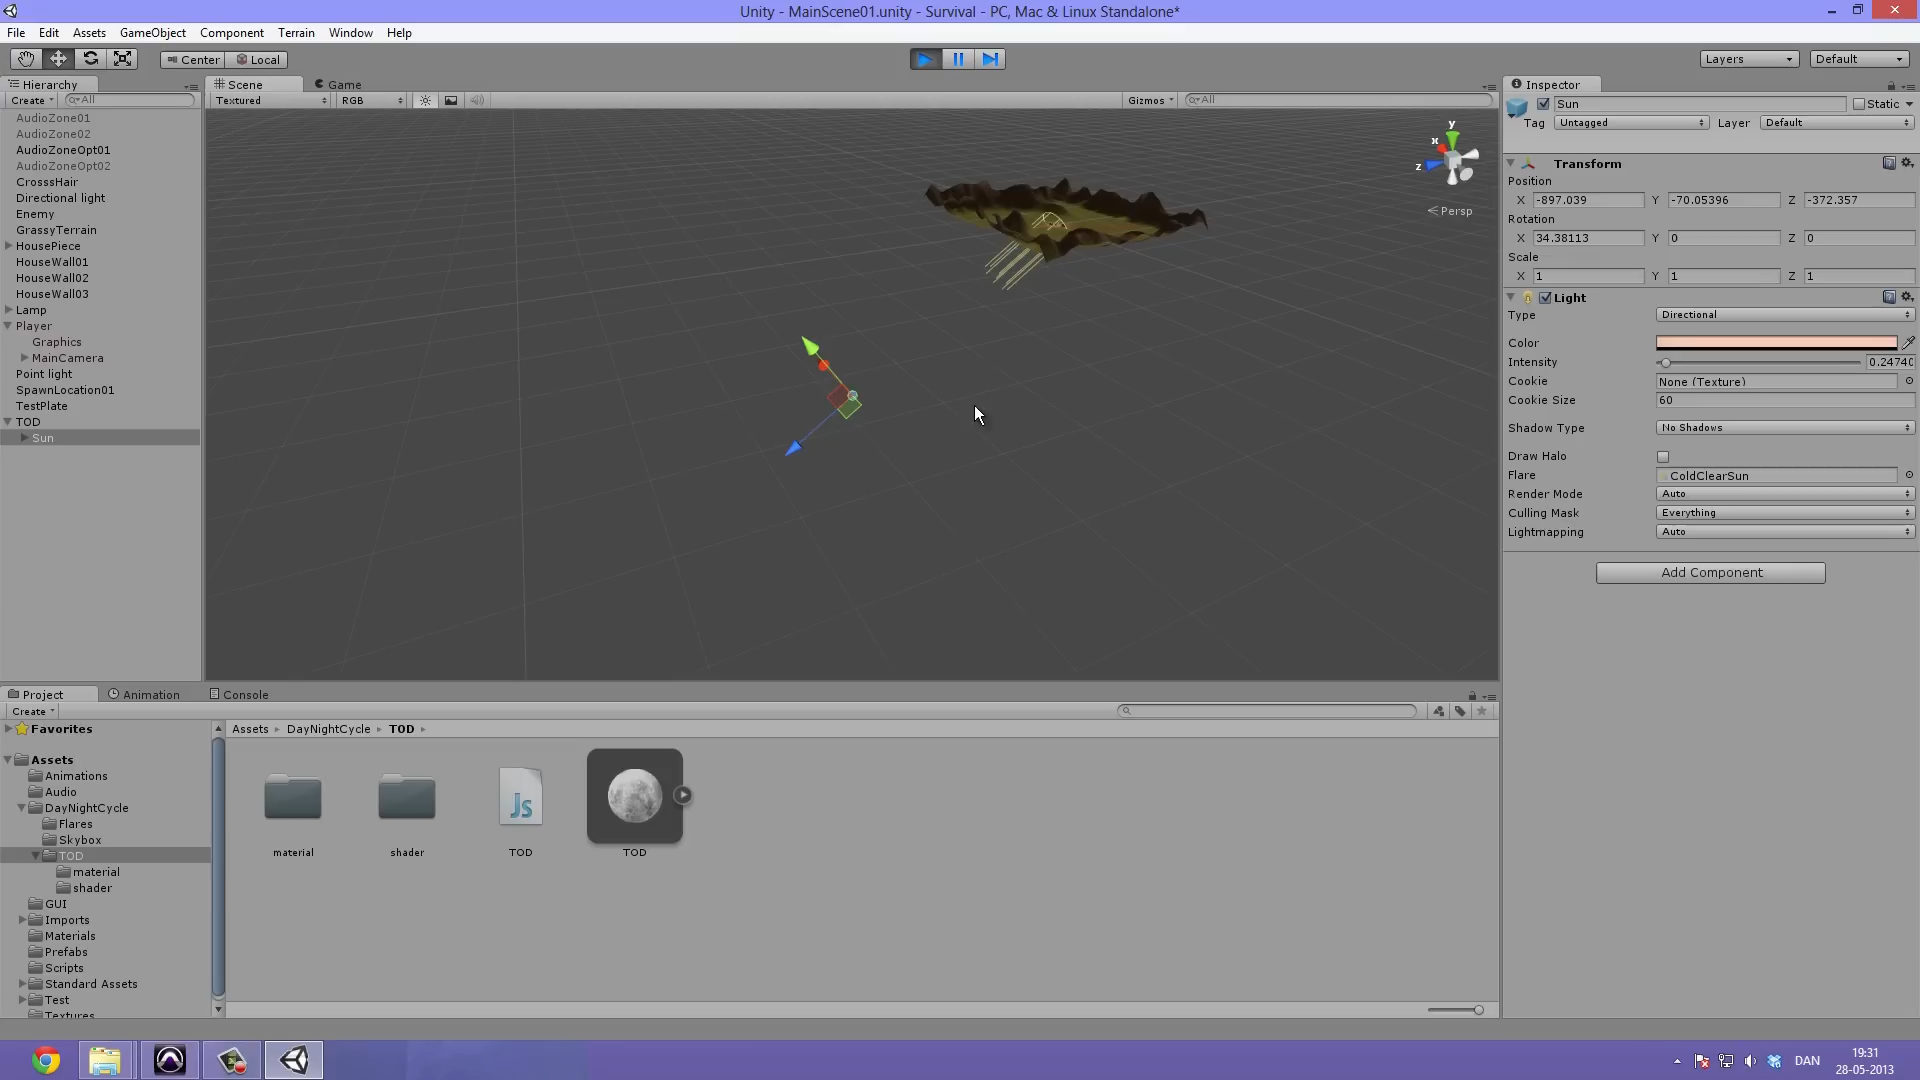 Unity - MainScene01.unity - Survival - PC, Mac & Linux Standalone*
File Edit Assets GameObject Component Terrain Window Help
Center Local
Layers Default
Hierarchy
Create All
AudioZone01
AudioZone02
AudioZoneOpt01
AudioZoneOpt02
CrosssHair
Directional light
Enemy
GrassyTerrain
HousePiece
HouseWall01
HouseWall02
HouseWall03
Lamp
Player
Graphics
MainCamera
Point light
SpawnLocation01
TestPlate
TOD
Sun
Scene Game
Textured RGB Gizmos All
y
x
z
Persp
Inspector
Sun Static
Tag Untagged Layer Default
Transform
Position
X -897.039 Y -70.05396 Z -372.357
Rotation
X 34.38113 Y 0 Z 0
Scale
X 1 Y 1 Z 1
Light
Type Directional
Color
Intensity 0.2474
Cookie None (Texture)
Cookie Size 60
Shadow Type No Shadows
Draw Halo
Flare ColdClearSun
Render Mode Auto
Culling Mask Everything
Lightmapping Auto
Add Component
Project Animation Console
Create
Favorites
Assets
Animations
Audio
DayNightCycle
Flares
Skybox
TOD
material
shader
GUI
Imports
Materials
Prefabs
Scripts
Standard Assets
Test
Textures
Assets DayNightCycle TOD
Js
material shader TOD TOD
DAN
19:31
28-05-2013